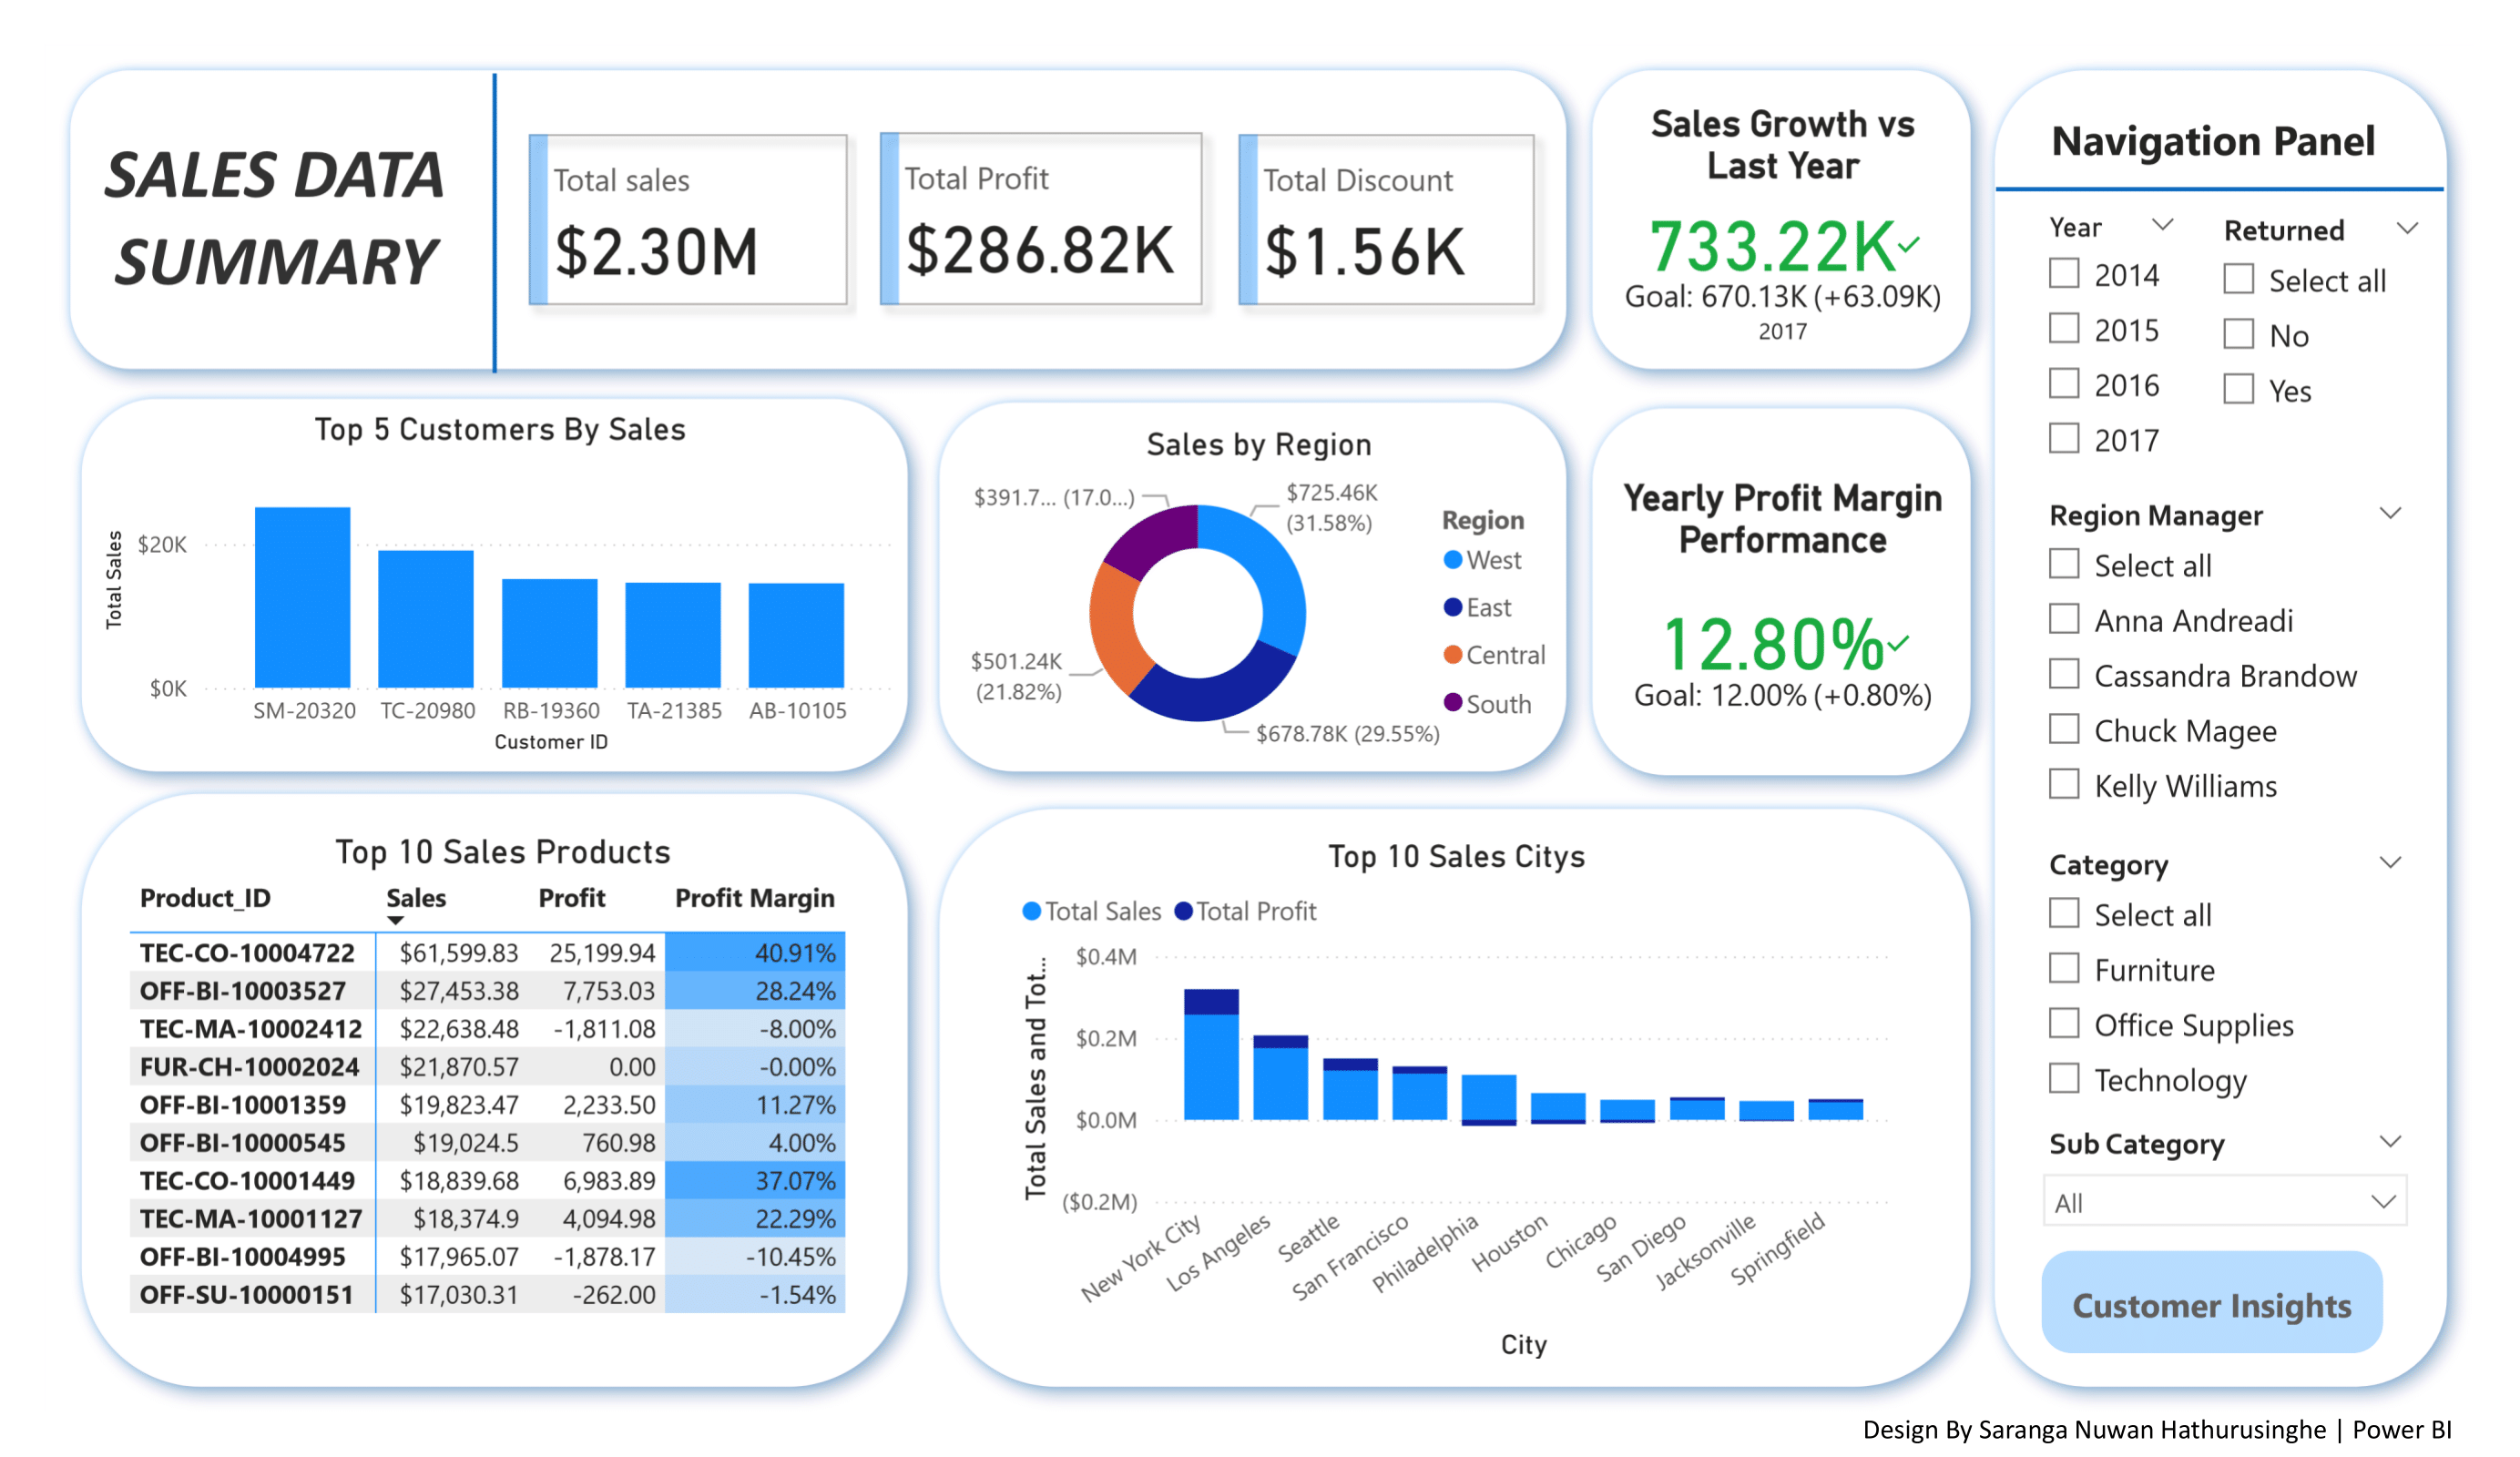 SALES DATA
SUMMARY
Total sales
$2.30M
Total Profit
$286.82K
Total Discount
$1.56K
Sales Growth vs
Last Year
733.22K
Goal: 670.13K (+63.09K)
2017
Navigation Panel
Year
2014
2015
2016
2017
Returned
Select all
No
Yes
Region Manager
Select all
Anna Andreadi
Cassandra Brandow
Chuck Magee
Kelly Williams
Category
Select all
Furniture
Office Supplies
Technology
Sub Category
All
Customer Insights
Top 5 Customers By Sales
Total Sales
$20K
$0K
SM-20320 TC-20980 RB-19360 TA-21385 AB-10105
Customer ID
Sales by Region
$391.7... (17.0...)
$725.46K
(31.58%)
$501.24K
(21.82%)
$678.78K (29.55%)
Region
West
East
Central
South
Yearly Profit Margin
Performance
12.80%
Goal: 12.00% (+0.80%)
Top 10 Sales Products
Product_ID Sales Profit Profit Margin
TEC-CO-10004722 $61,599.83 25,199.94 40.91%
OFF-BI-10003527 $27,453.38 7,753.03 28.24%
TEC-MA-10002412 $22,638.48 -1,811.08 -8.00%
FUR-CH-10002024 $21,870.57 0.00 -0.00%
OFF-BI-10001359 $19,823.47 2,233.50 11.27%
OFF-BI-10000545 $19,024.5 760.98 4.00%
TEC-CO-10001449 $18,839.68 6,983.89 37.07%
TEC-MA-10001127 $18,374.9 4,094.98 22.29%
OFF-BI-10004995 $17,965.07 -1,878.17 -10.45%
OFF-SU-10000151 $17,030.31 -262.00 -1.54%
Top 10 Sales Citys
Total Sales Total Profit
Total Sales and Tot...
$0.4M
$0.2M
$0.0M
($0.2M)
New York City
Los Angeles
Seattle
San Francisco
Philadelphia
Houston
Chicago
San Diego
Jacksonville
Springfield
City
Design By Saranga Nuwan Hathurusinghe | Power BI